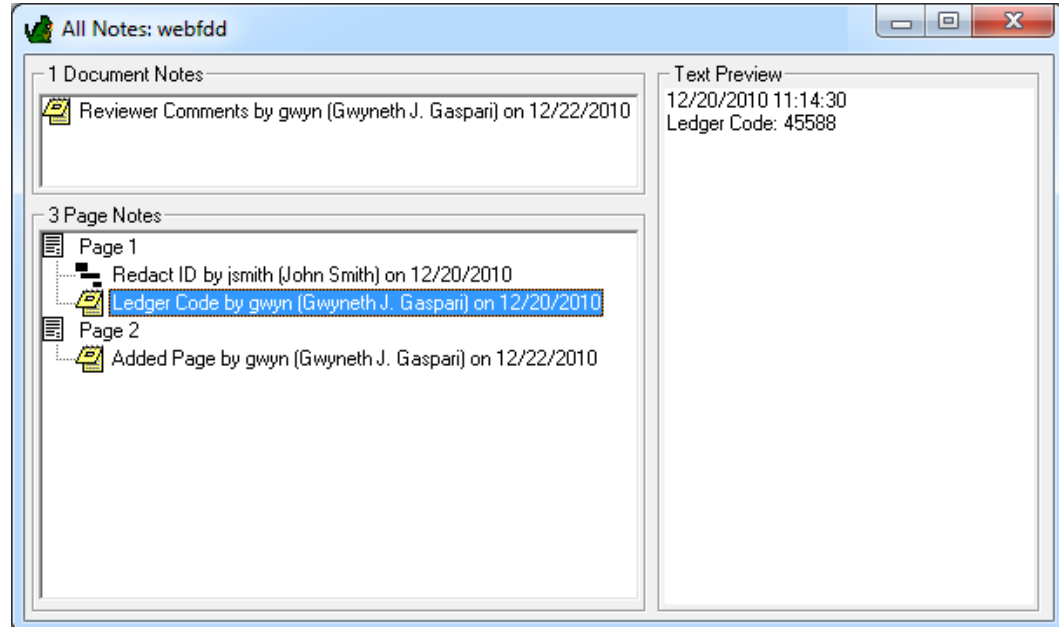 All Notes: webfdd
1 Document Notes
Reviewer Comments by gwyn (Gwyneth J. Gaspari) on 12/22/2010
3 Page Notes
Page 1
Redact ID by jsmith (John Smith) on 12/20/2010
Ledger Code by gwyn (Gwyneth J. Gaspari) on 12/20/2010
Page 2
Added Page by gwyn (Gwyneth J. Gaspari) on 12/22/2010
Text Preview
12/20/2010 11:14:30
Ledger Code: 45588